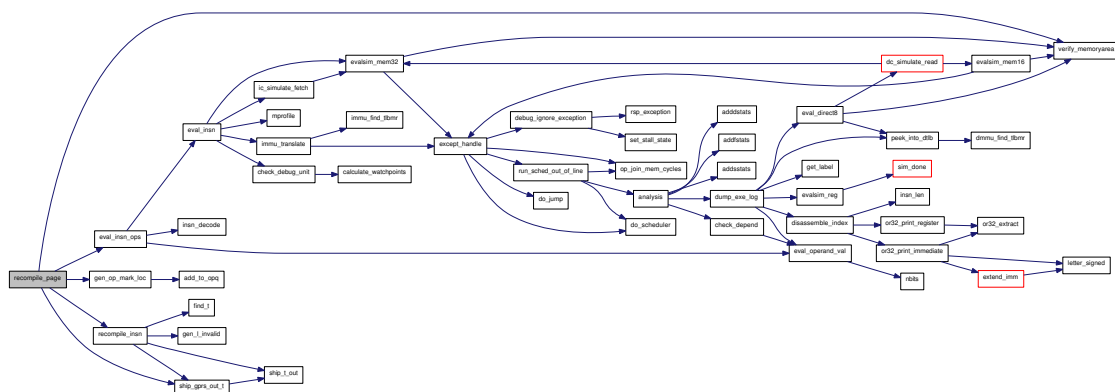 verify_memoryarea
evalsim_mem32
dc_simulate_read
evalsim_mem16
ic_simulate_fetch
mprofile
immu_find_tlbmr
debug_ignore_exception
rsp_exception
adddstats
eval_direct8
eval_insn
immu_translate
except_handle
set_stall_state
addfstats
peek_into_dtlb
dmmu_find_tlbmr
check_debug_unit
calculate_watchpoints
run_sched_out_of_line
op_join_mem_cycles
addsstats
get_label
sim_done
do_jump
analysis
dump_exe_log
evalsim_reg
insn_len
insn_decode
do_scheduler
check_depend
disassemble_index
or32_print_register
or32_extract
eval_insn_ops
eval_operand_val
or32_print_immediate
letter_signed
recompile_page
gen_op_mark_loc
add_to_opq
nbits
extend_imm
find_t
recompile_insn
gen_l_invalid
ship_t_out
ship_gprs_out_t